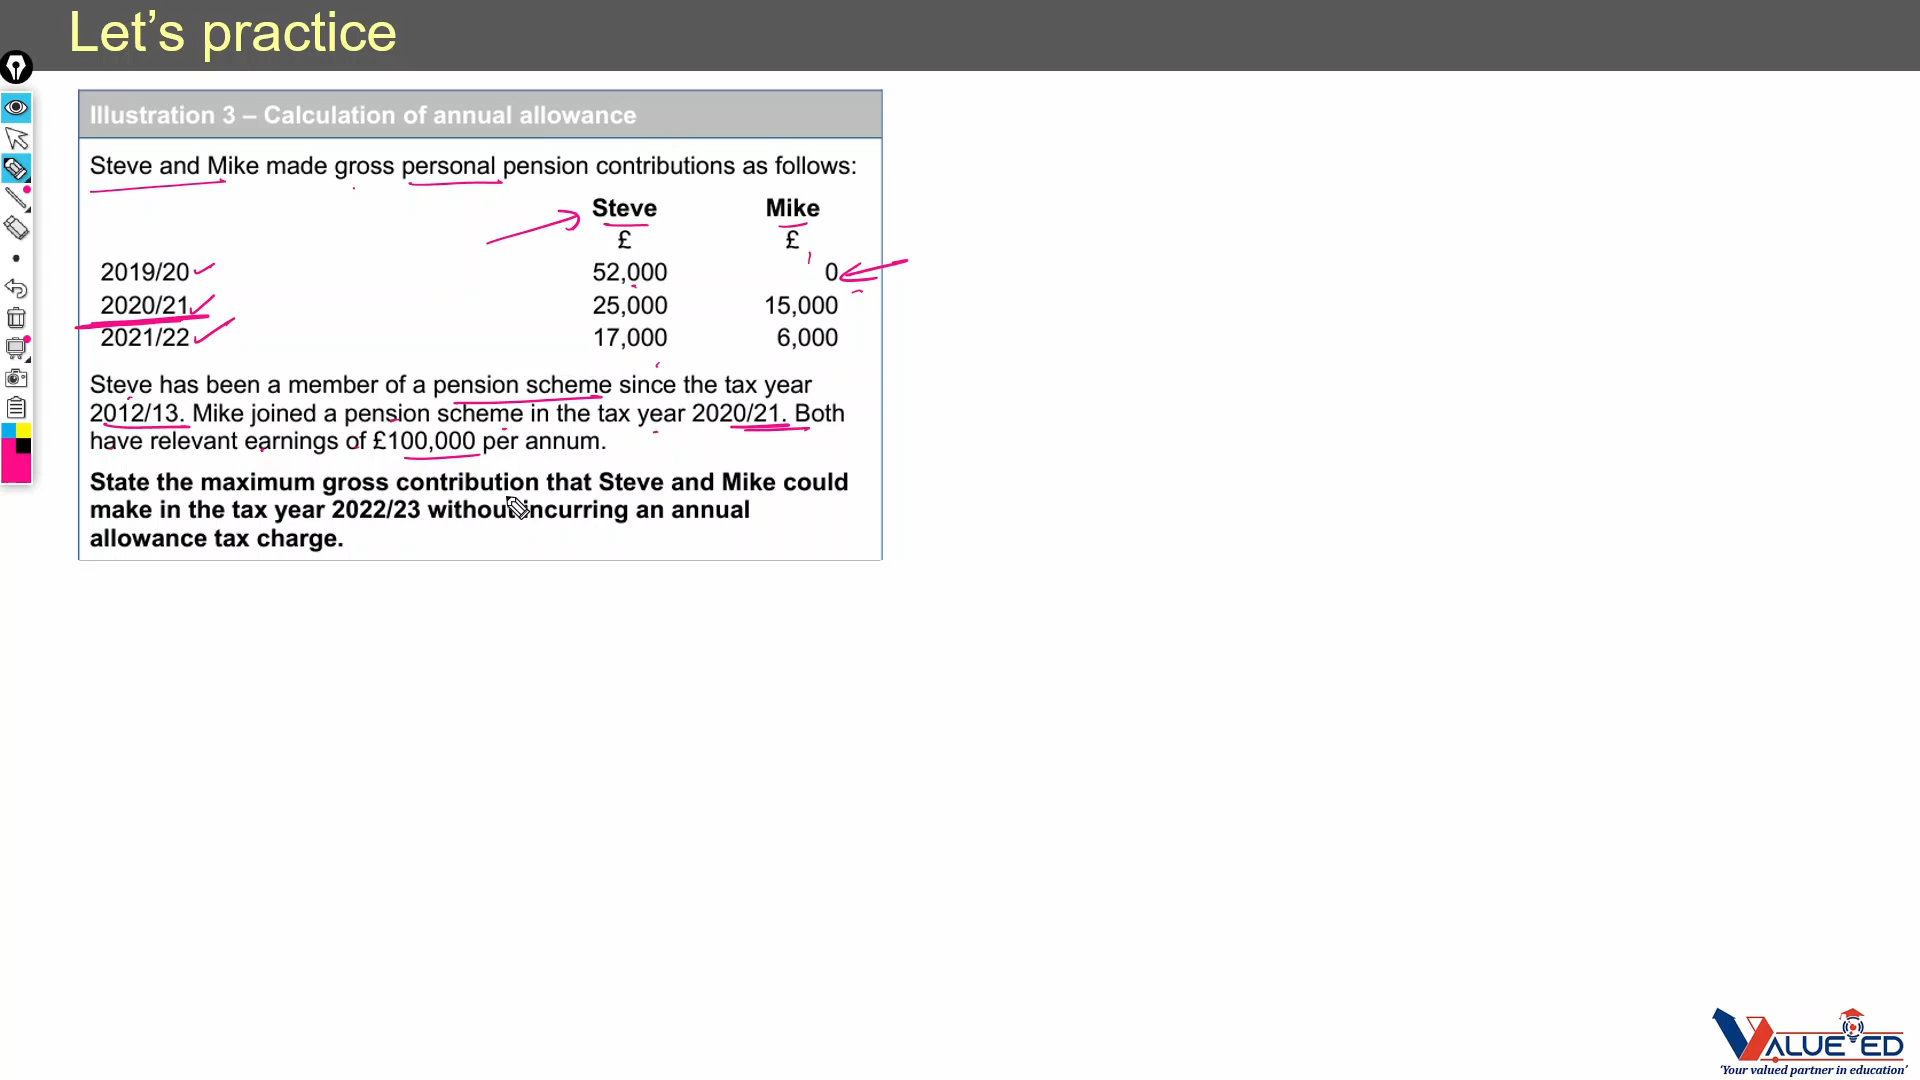 Let's practice
Illustration 3 – Calculation of annual allowance
Steve and Mike made gross personal pension contributions as follows:
Steve Mike
£ £
2019/20 52,000 0
2020/21 25,000 15,000
2021/22 17,000 6,000
Steve has been a member of a pension scheme since the tax year
2012/13. Mike joined a pension scheme in the tax year 2020/21. Both
have relevant earnings of £100,000 per annum.
State the maximum gross contribution that Steve and Mike could
make in the tax year 2022/23 without incurring an annual
allowance tax charge.
VALUE ED
'Your valued partner in education'